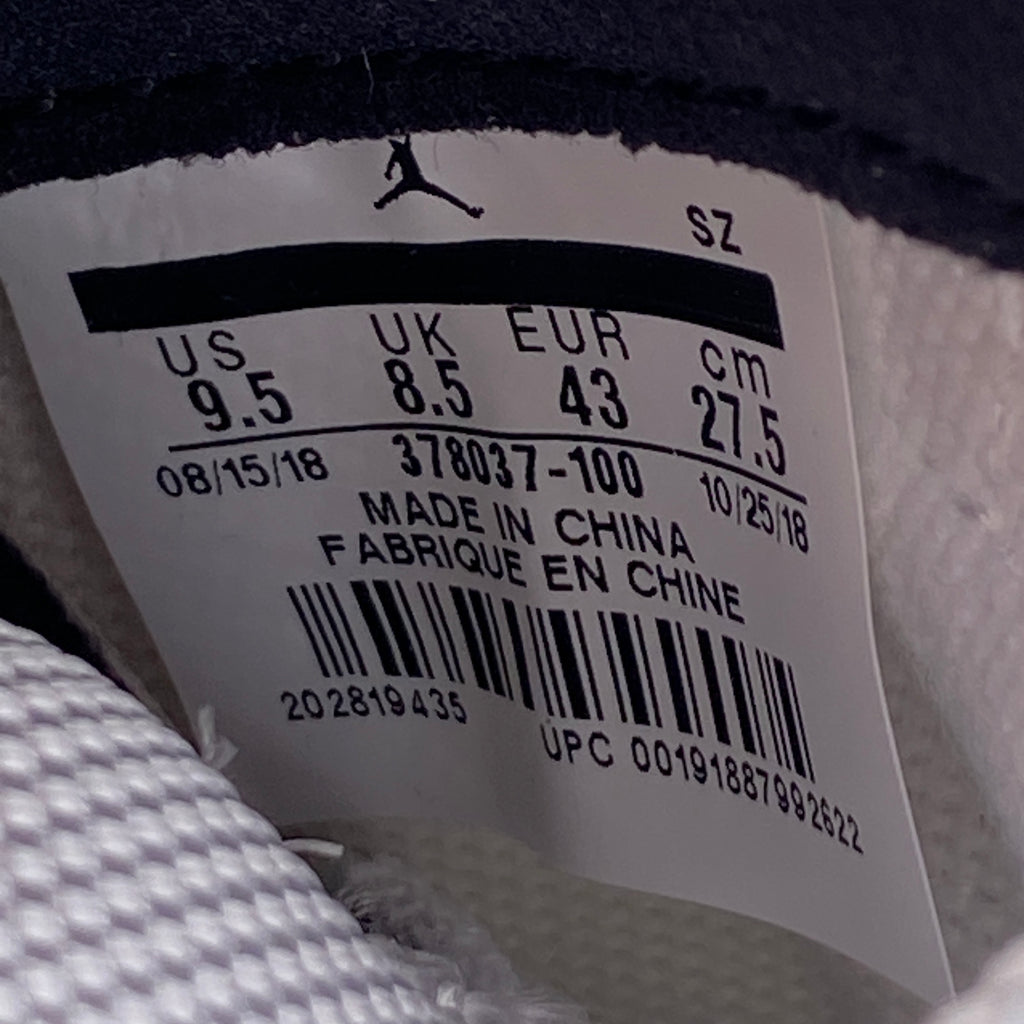 SZ
US UK EUR cm
9.5 8.5 43 27.5
08/15/18 378037-100 10/25/18
MADE IN CHINA
FABRIQUE EN CHINE
202819435
UPC 00191887992622